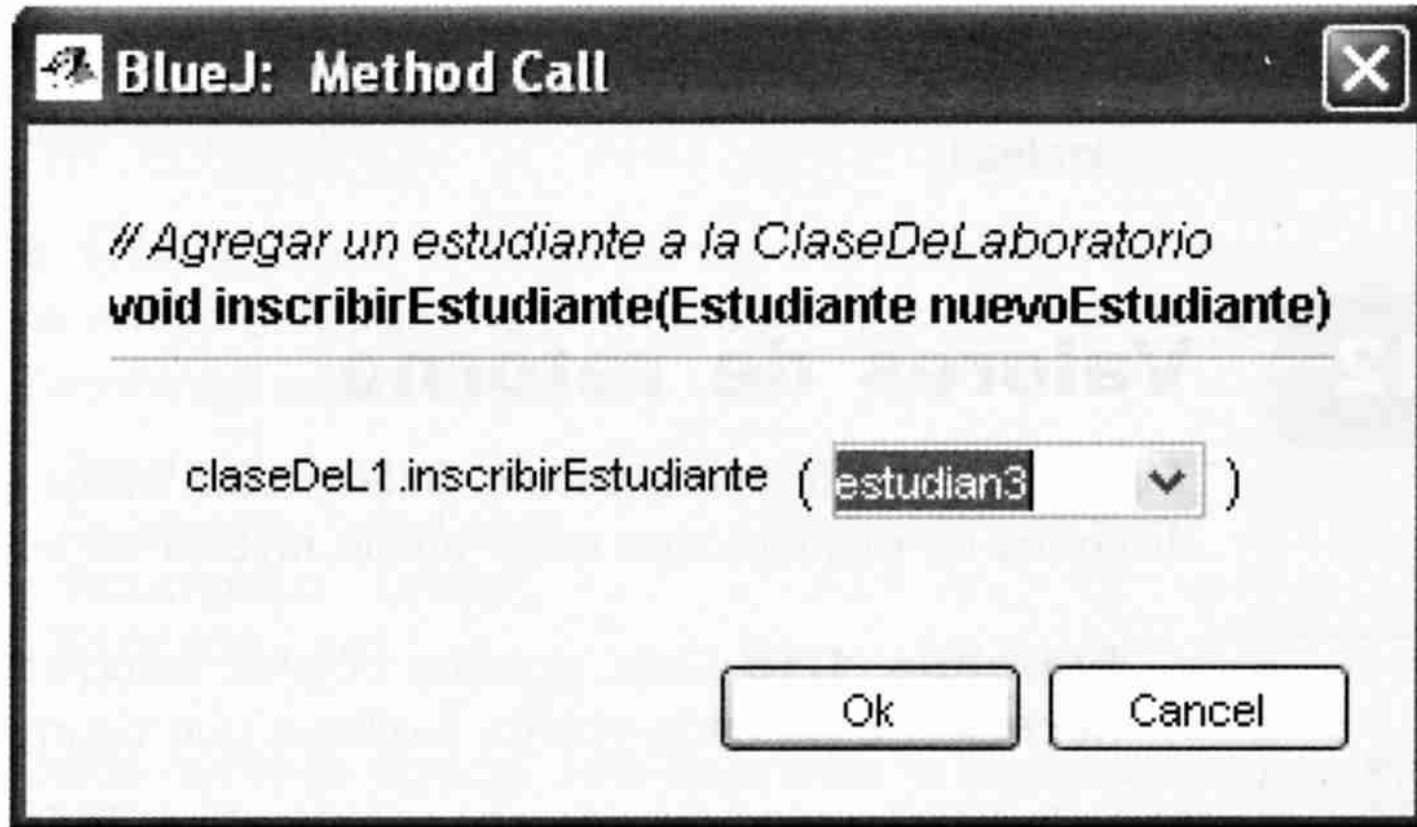 BlueJ: Method Call
// Agregar un estudiante a la ClaseDeLaboratorio
void inscribirEstudiante(Estudiante nuevoEstudiante)
claseDeL1.inscribirEstudiante ( estudian3 )
Ok Cancel